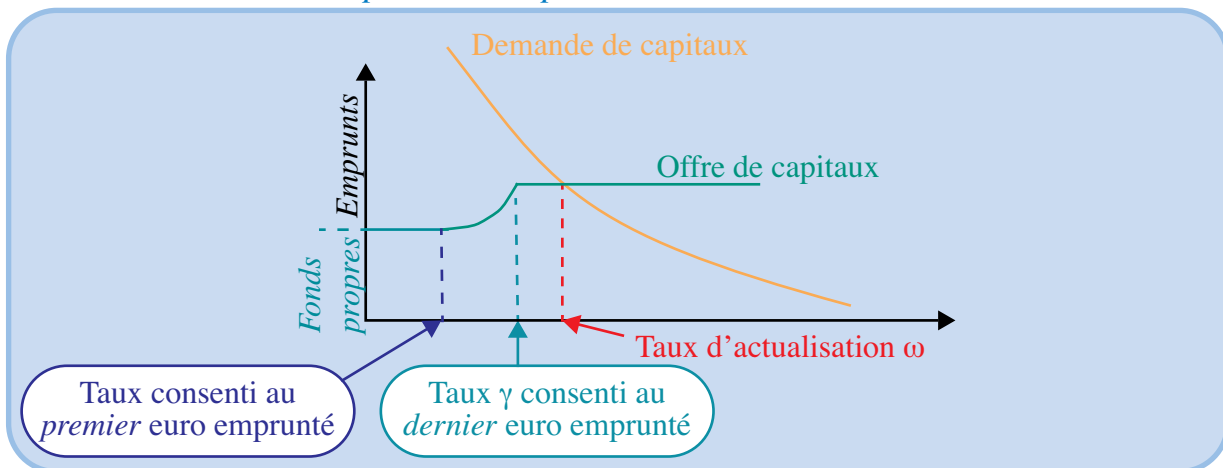 Demande de capitaux
Emprunts
Offre de capitaux
Fonds
propres
Taux d'actualisation ω
Taux consenti au
premier euro emprunté
Taux γ consenti au
dernier euro emprunté